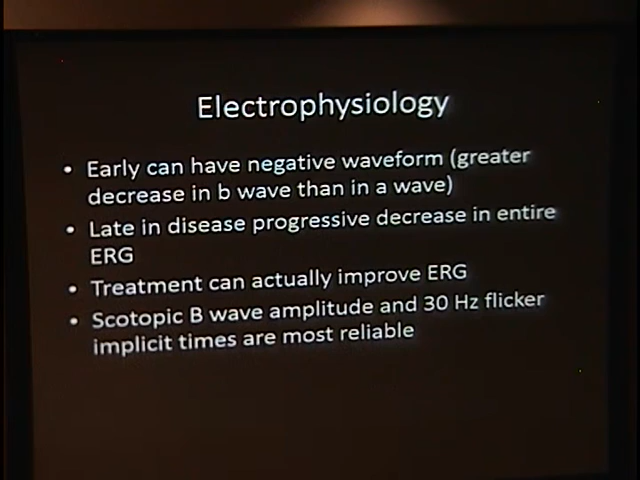 Electrophysiology
• Early can have negative waveform (greater
decrease in b wave than in a wave)
• Late in disease progressive decrease in entire
ERG
• Treatment can actually improve ERG
• Scotopic B wave amplitude and 30 Hz flicker
implicit times are most reliable